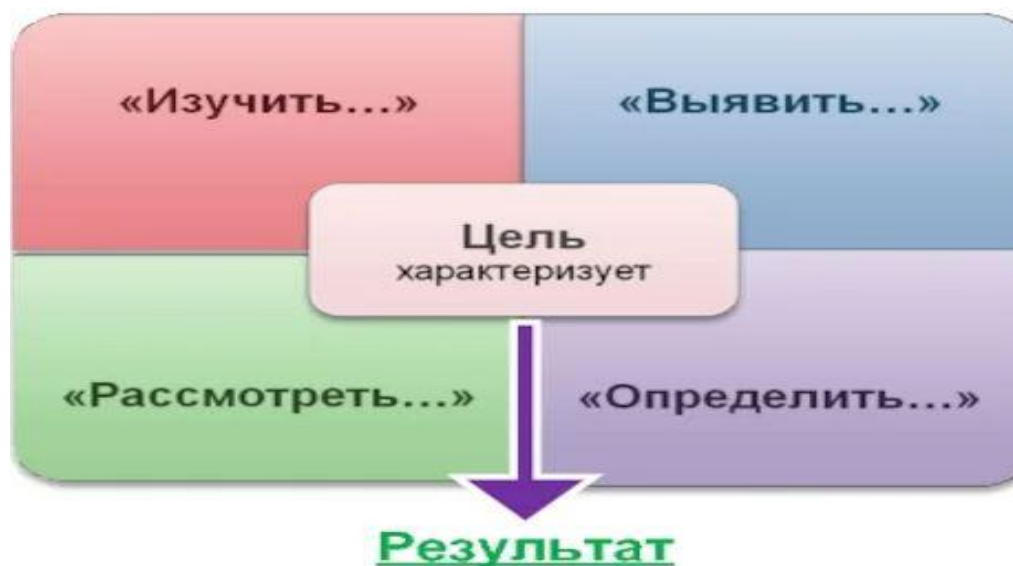 «Изучить...»
«Выявить...»
Цель
характеризует
«Рассмотреть...»
«Определить...»
Результат